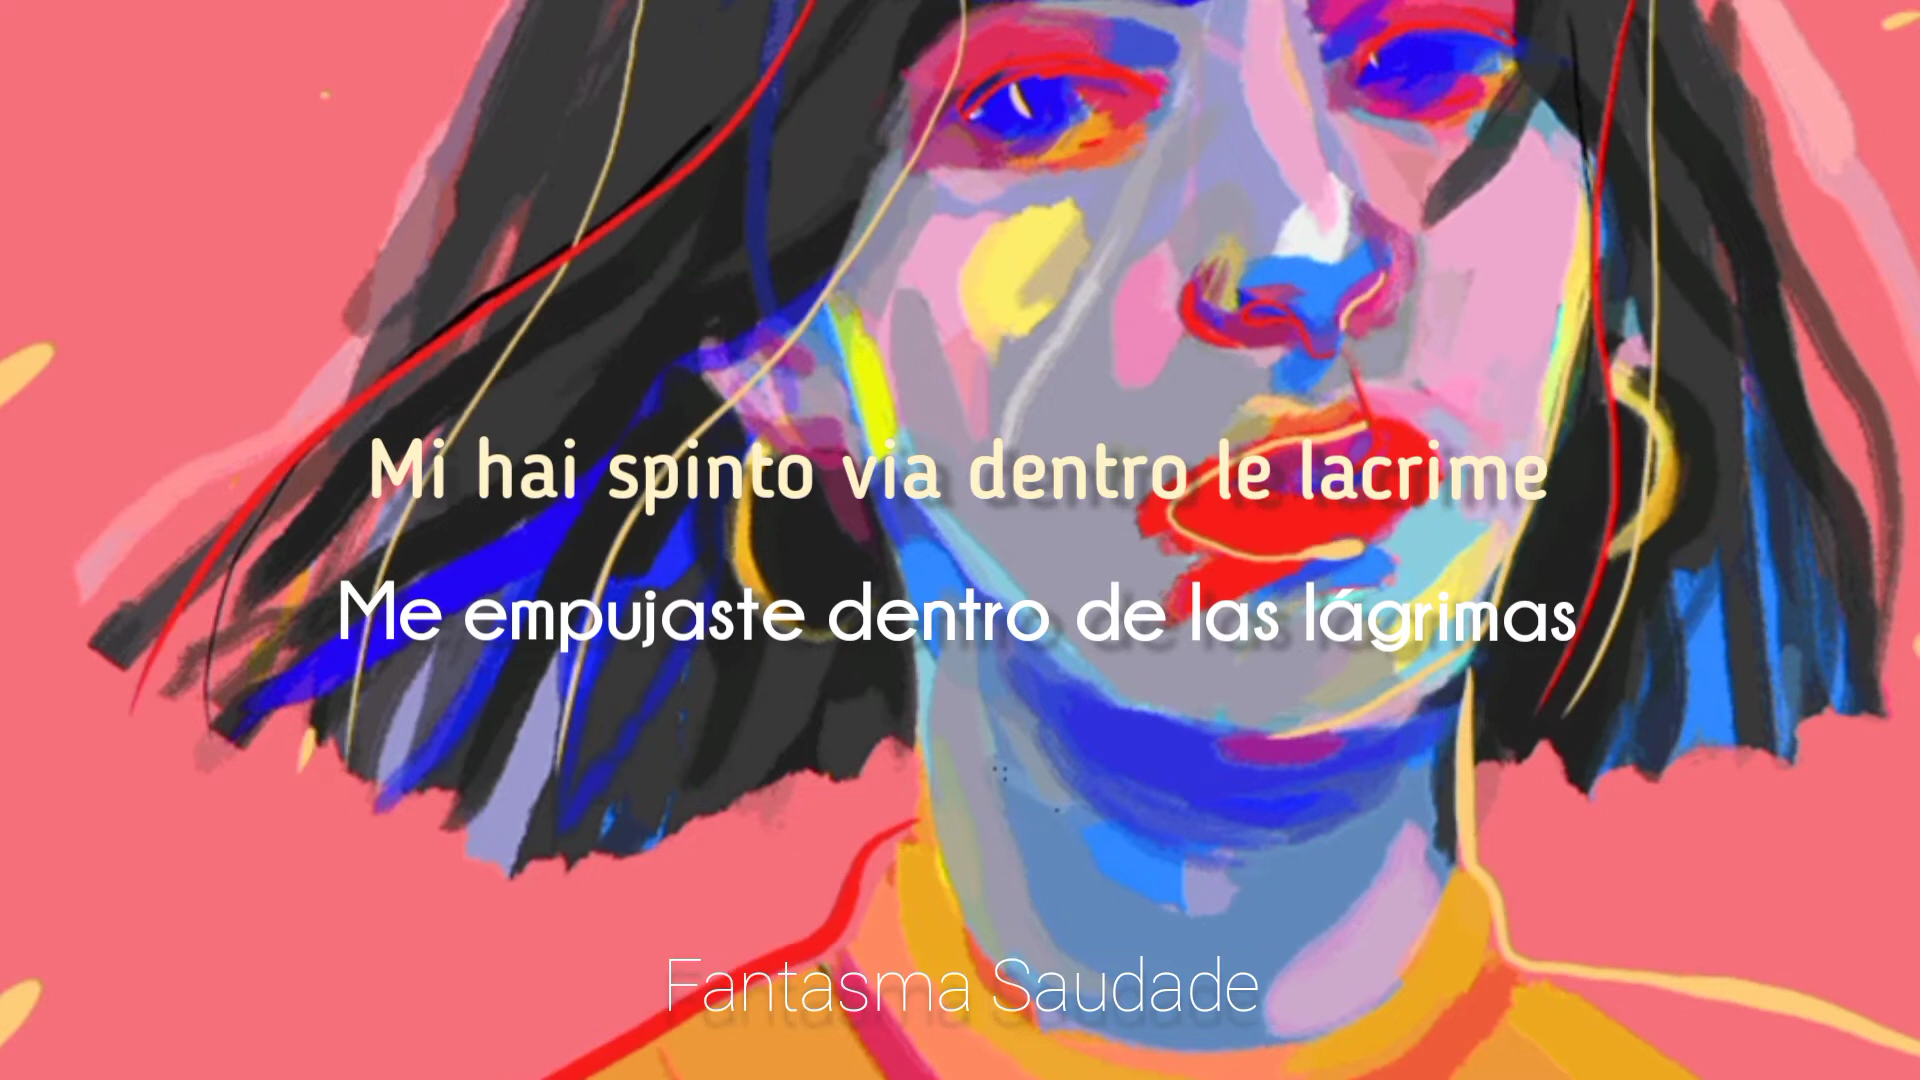 Mi hai spinto via dentro le lacrime
Me empujaste dentro de las lágrimas
Fantasma Saudade